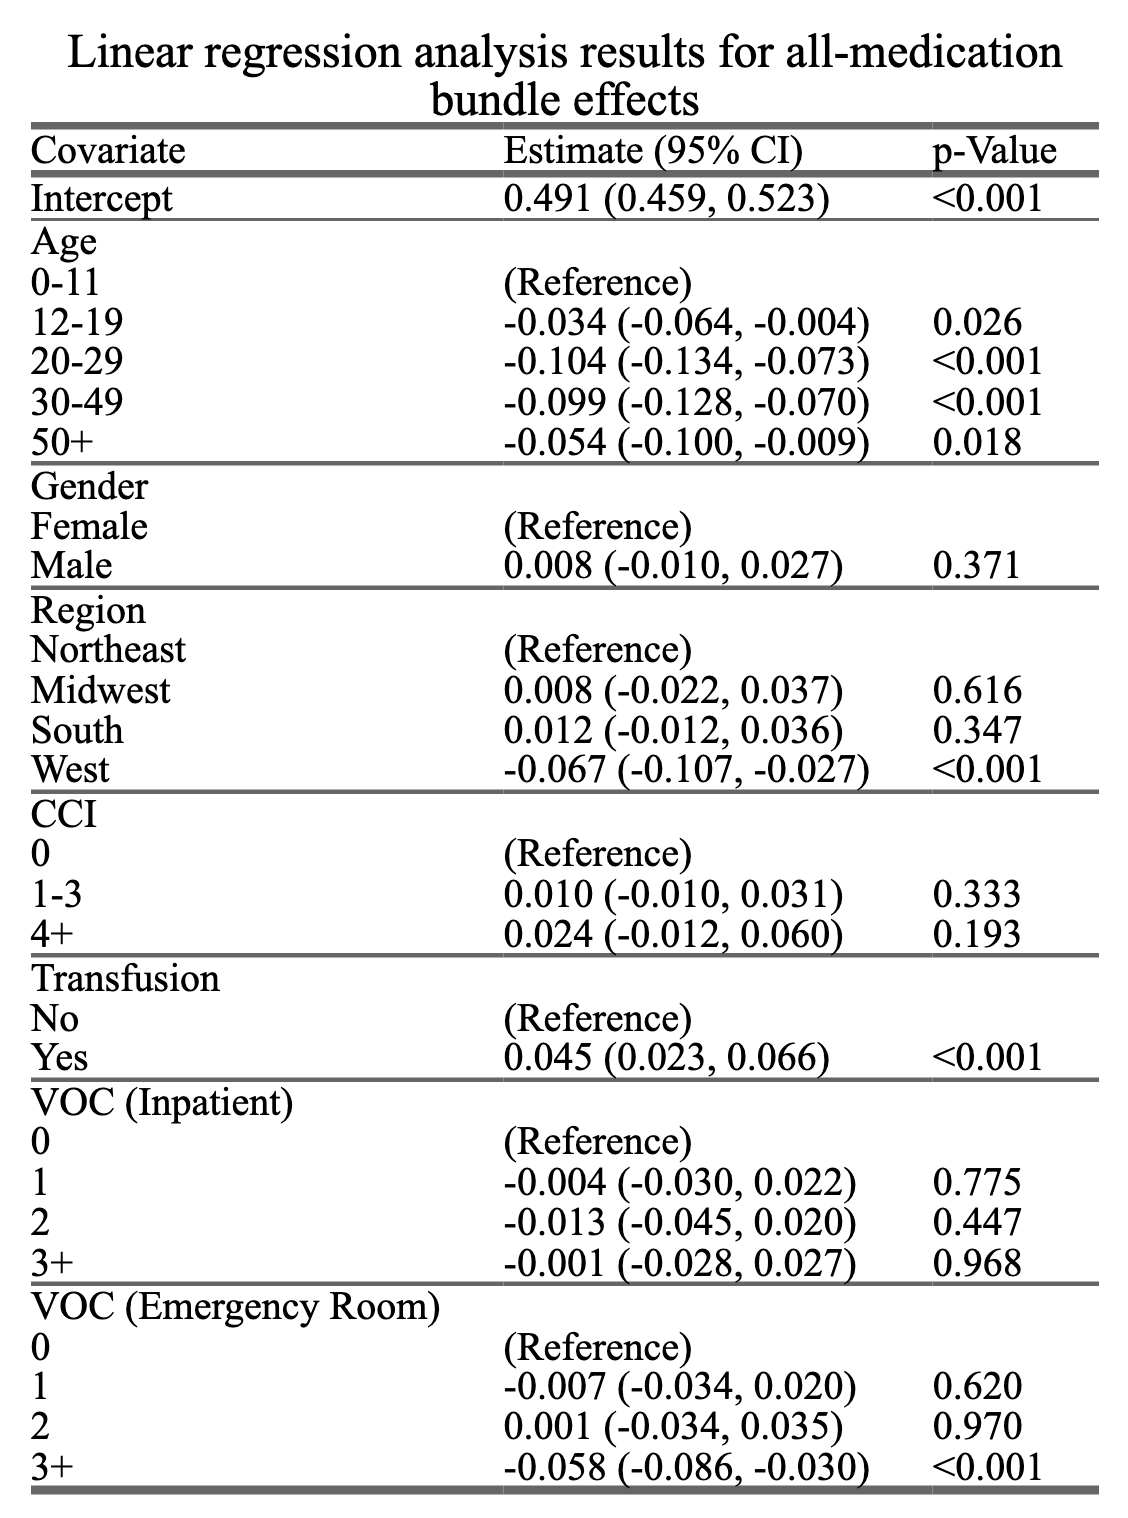 Linear regression analysis results for all-medication
bundle effects
Covariate Estimate (95% CI) p-Value
Intercept 0.491 (0.459, 0.523) <0.001
Age
0-11 (Reference)
12-19 -0.034 (-0.064, -0.004) 0.026
20-29 -0.104 (-0.134, -0.073) <0.001
30-49 -0.099 (-0.128, -0.070) <0.001
50+ -0.054 (-0.100, -0.009) 0.018
Gender
Female (Reference)
Male 0.008 (-0.010, 0.027) 0.371
Region
Northeast (Reference)
Midwest 0.008 (-0.022, 0.037) 0.616
South 0.012 (-0.012, 0.036) 0.347
West -0.067 (-0.107, -0.027) <0.001
CCI
0 (Reference)
1-3 0.010 (-0.010, 0.031) 0.333
4+ 0.024 (-0.012, 0.060) 0.193
Transfusion
No (Reference)
Yes 0.045 (0.023, 0.066) <0.001
VOC (Inpatient)
0 (Reference)
1 -0.004 (-0.030, 0.022) 0.775
2 -0.013 (-0.045, 0.020) 0.447
3+ -0.001 (-0.028, 0.027) 0.968
VOC (Emergency Room)
0 (Reference)
1 -0.007 (-0.034, 0.020) 0.620
2 0.001 (-0.034, 0.035) 0.970
3+ -0.058 (-0.086, -0.030) <0.001